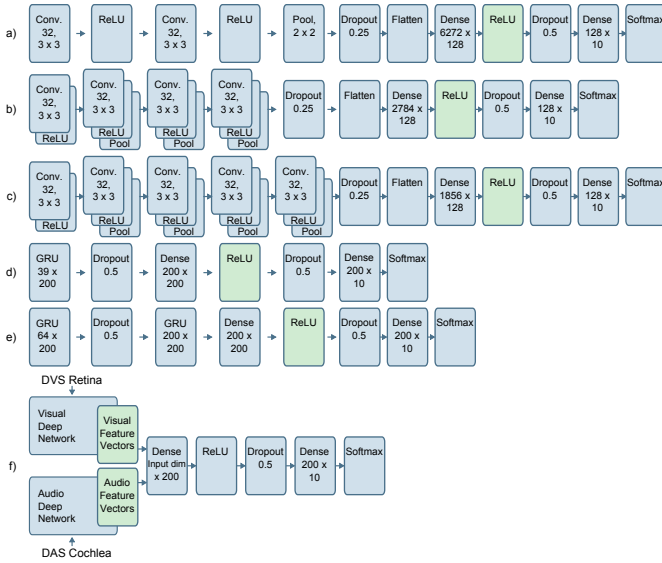 a)
Conv. 32, 3 x 3
ReLU
Conv. 32, 3 x 3
ReLU
Pool, 2 x 2
Dropout 0.25
Flatten
Dense 6272 x 128
ReLU
Dropout 0.5
Dense 128 x 10
Softmax
b)
Conv. 32, 3 x 3
ReLU
Conv. 32, 3 x 3
ReLU
Pool
Conv. 32, 3 x 3
ReLU
Pool
Conv. 32, 3 x 3
ReLU
Pool
Dropout 0.25
Flatten
Dense 2784 x 128
ReLU
Dropout 0.5
Dense 128 x 10
Softmax
c)
Conv. 32, 3 x 3
ReLU
Conv. 32, 3 x 3
ReLU
Pool
Conv. 32, 3 x 3
ReLU
Pool
Conv. 32, 3 x 3
ReLU
Pool
Conv. 32, 3 x 3
ReLU
Pool
Dropout 0.25
Flatten
Dense 1856 x 128
ReLU
Dropout 0.5
Dense 128 x 10
Softmax
d)
GRU 39 x 200
Dropout 0.5
Dense 200 x 200
ReLU
Dropout 0.5
Dense 200 x 10
Softmax
e)
GRU 64 x 200
Dropout 0.5
GRU 200 x 200
Dense 200 x 200
ReLU
Dropout 0.5
Dense 200 x 10
Softmax
DVS Retina
f)
Visual Deep Network
Visual Feature Vectors
Audio Deep Network
Audio Feature Vectors
DAS Cochlea
Dense Input dim x 200
ReLU
Dropout 0.5
Dense 200 x 10
Softmax